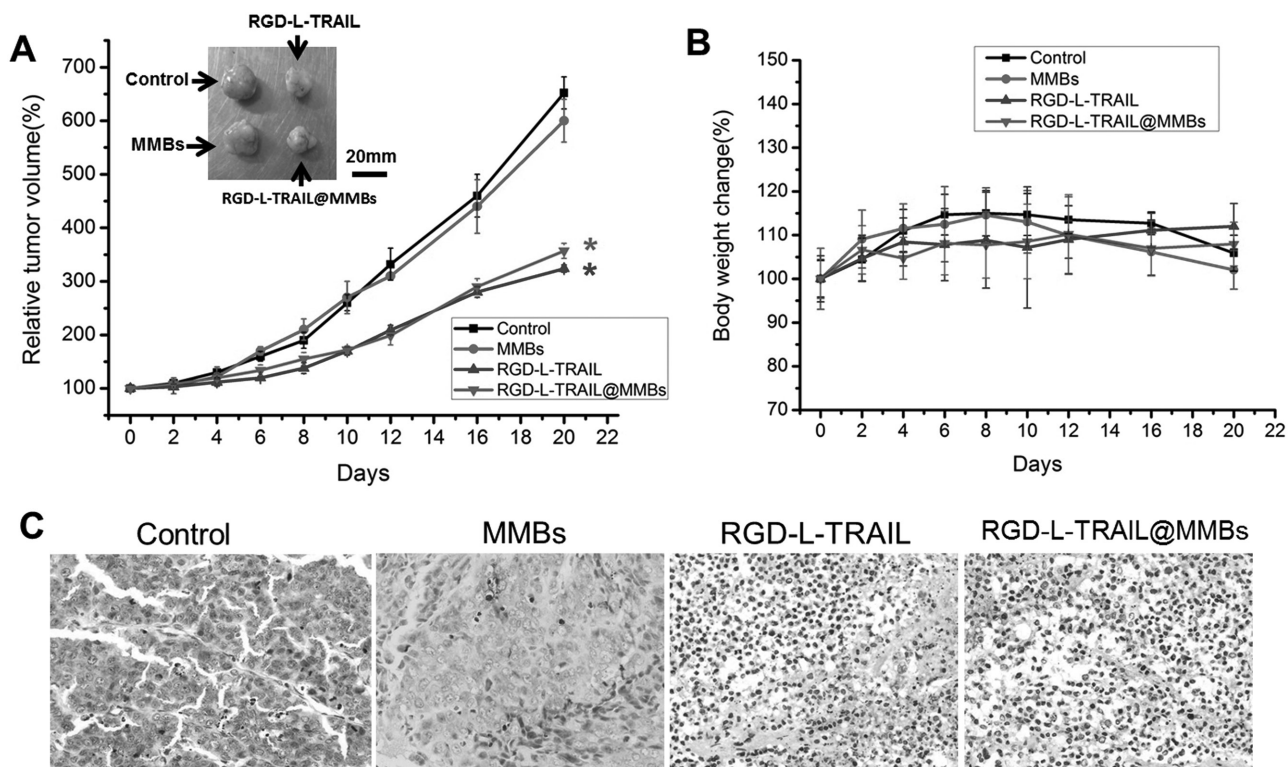 A
RGD-L-TRAIL
Control
MMBs
20mm
RGD-L-TRAIL@MMBs
Relative tumor volume(%)
700
600
500
400
300
200
100
*
*
Control
MMBs
RGD-L-TRAIL
RGD-L-TRAIL@MMBs
0 2 4 6 8 10 12 14 16 18 20 22
Days
B
Body weight change(%)
150
140
130
120
110
100
90
80
70
Control
MMBs
RGD-L-TRAIL
RGD-L-TRAIL@MMBs
0 2 4 6 8 10 12 14 16 18 20 22
Days
C
Control
MMBs
RGD-L-TRAIL
RGD-L-TRAIL@MMBs